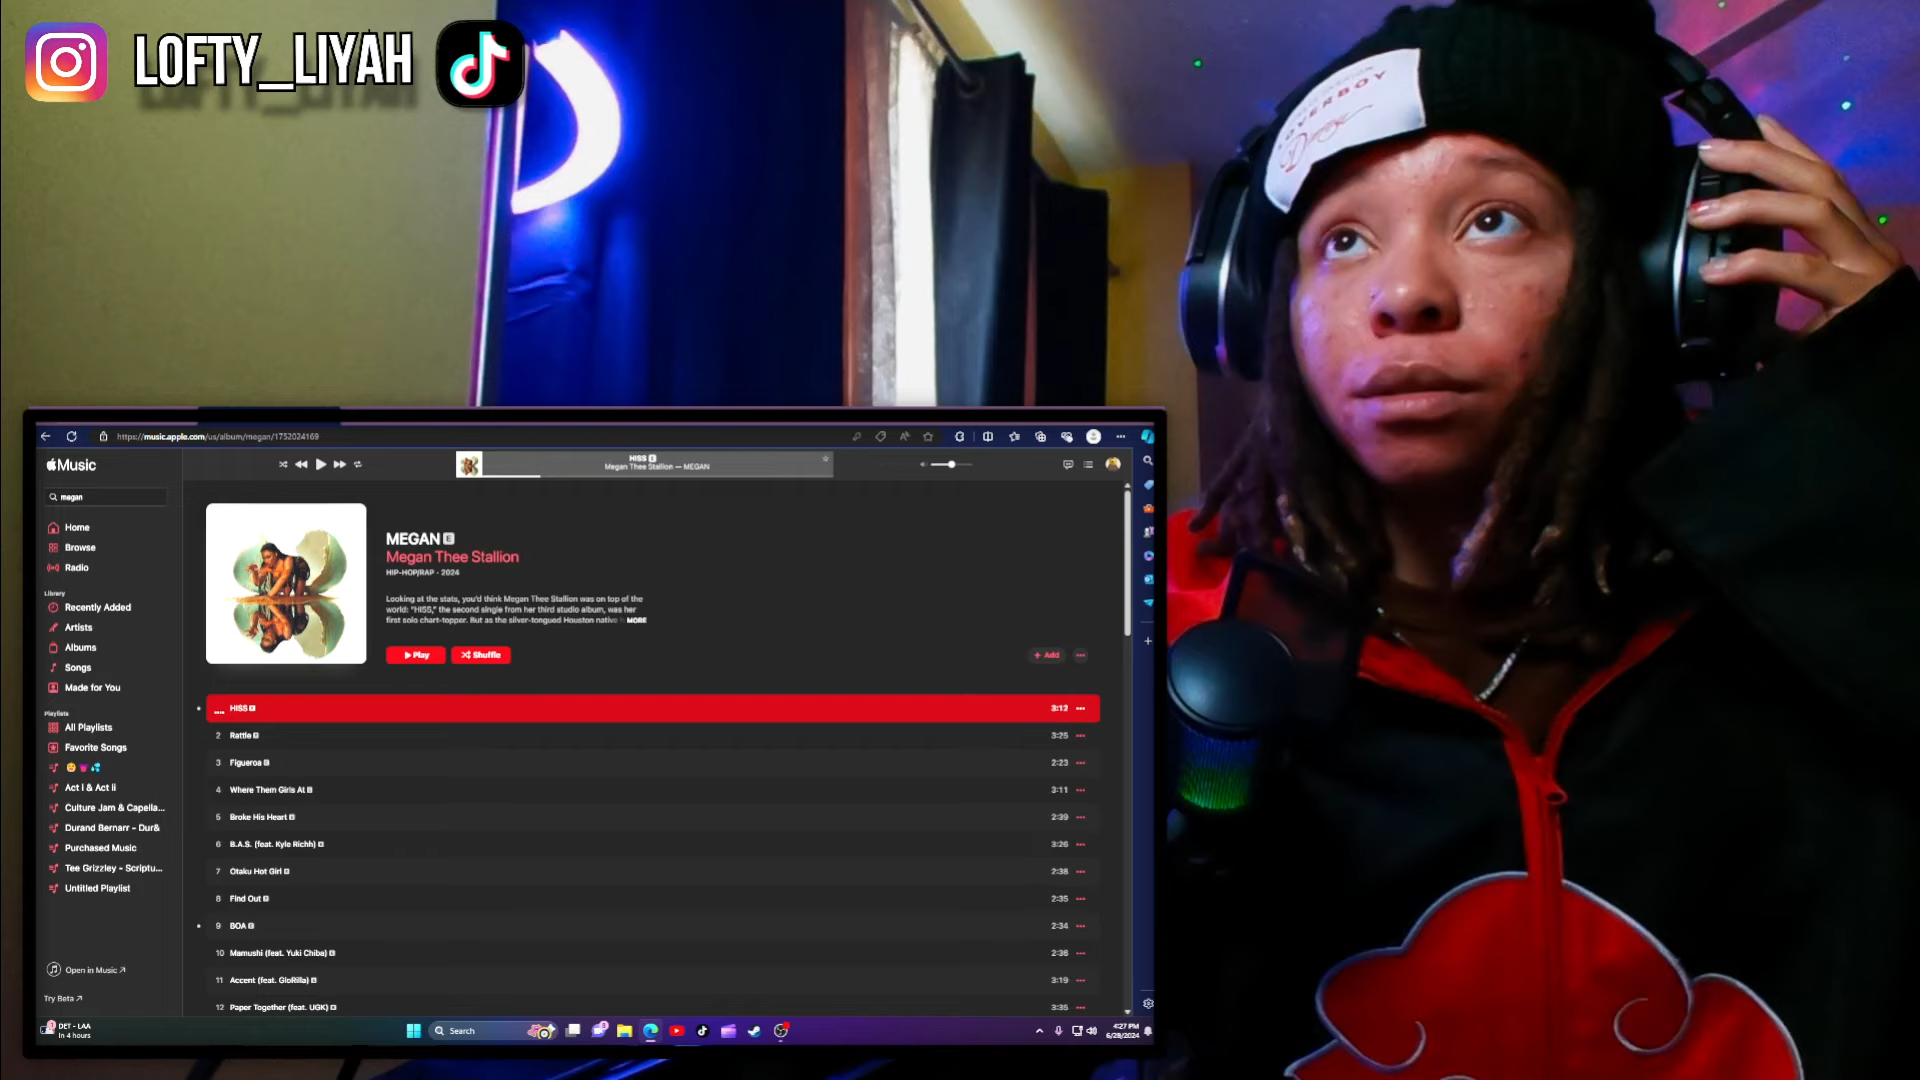 LOFTY_LIYAH
OVERBOY
https://music.apple.com/us/album/megan/1752024169
Music
HISS E
Megan Thee Stallion — MEGAN
megan
Home
Browse
Radio
Library
Recently Added
Artists
Albums
Songs
Made for You
Playlists
All Playlists
Favorite Songs
Act i & Act ii
Culture Jam & Capella...
Durand Bernarr - Dur&
Purchased Music
Tee Grizzley - Scriptu...
Untitled Playlist
Open in Music ↗
Try Beta ↗
MEGAN E
Megan Thee Stallion
HIP-HOP/RAP · 2024
Looking at the stats, you'd think Megan Thee Stallion was on top of the
world: "HISS," the second single from her third studio album, was her
first solo chart-topper. But as the silver-tongued Houston native MORE
Play
Shuffle
+ Add
HISS E 3:12
2 Rattle E 3:25
3 Figueroa E 2:23
4 Where Them Girls At E 3:11
5 Broke His Heart E 2:39
6 B.A.S. (feat. Kyle Richh) E 3:26
7 Otaku Hot Girl E 2:38
8 Find Out E 2:35
9 BOA E 2:34
10 Mamushi (feat. Yuki Chiba) E 2:36
11 Accent (feat. GloRilla) E 3:19
12 Paper Together (feat. UGK) E 3:35
DET - LAA
In 4 hours
Search
4:27 PM
6/28/2024